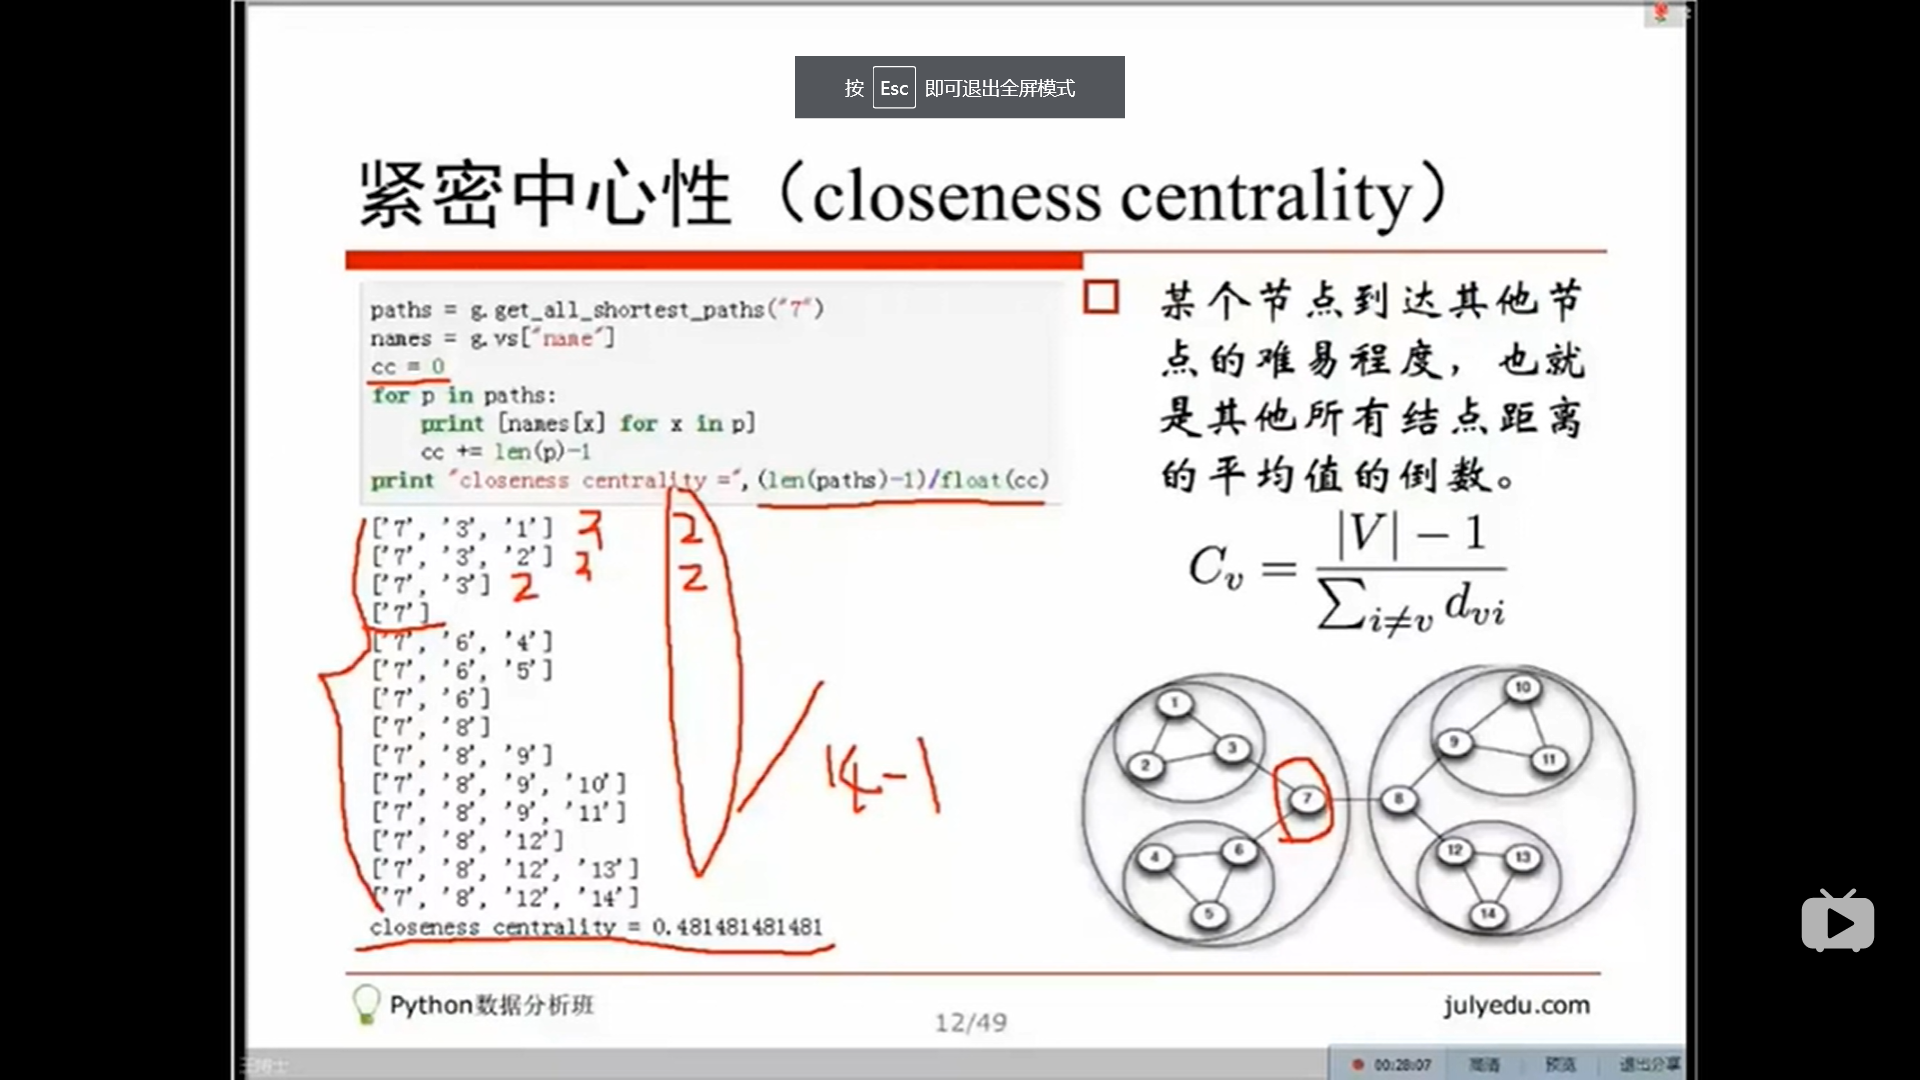 按 Esc 即可退出全屏模式
紧密中心性（closeness centrality）
paths = g.get_all_shortest_paths("7")
names = g.vs["name"]
cc = 0
for p in paths:
    print [names[x] for x in p]
    cc += len(p)-1
print "closeness centrality =",(len(paths)-1)/float(cc)
['7', '3', '1'] 3 2
['7', '3', '2'] 3 2
['7', '3'] 2
['7']
['7', '6', '4']
['7', '6', '5']
['7', '6']
['7', '8']
['7', '8', '9']
['7', '8', '9', '10']
['7', '8', '9', '11']
['7', '8', '12']
['7', '8', '12', '13']
['7', '8', '12', '14']
closeness centrality = 0.481481481481
14-1
某个节点到达其他节
点的难易程度，也就
是其他所有结点距离
的平均值的倒数。
C_v = |V| − 1 / ∑_{i≠v} d_{vi}
1
2
3
4
5
6
7
8
9
10
11
12
13
14
Python数据分析班
12/49
julyedu.com
00:28:07 高清 预览 退出分享